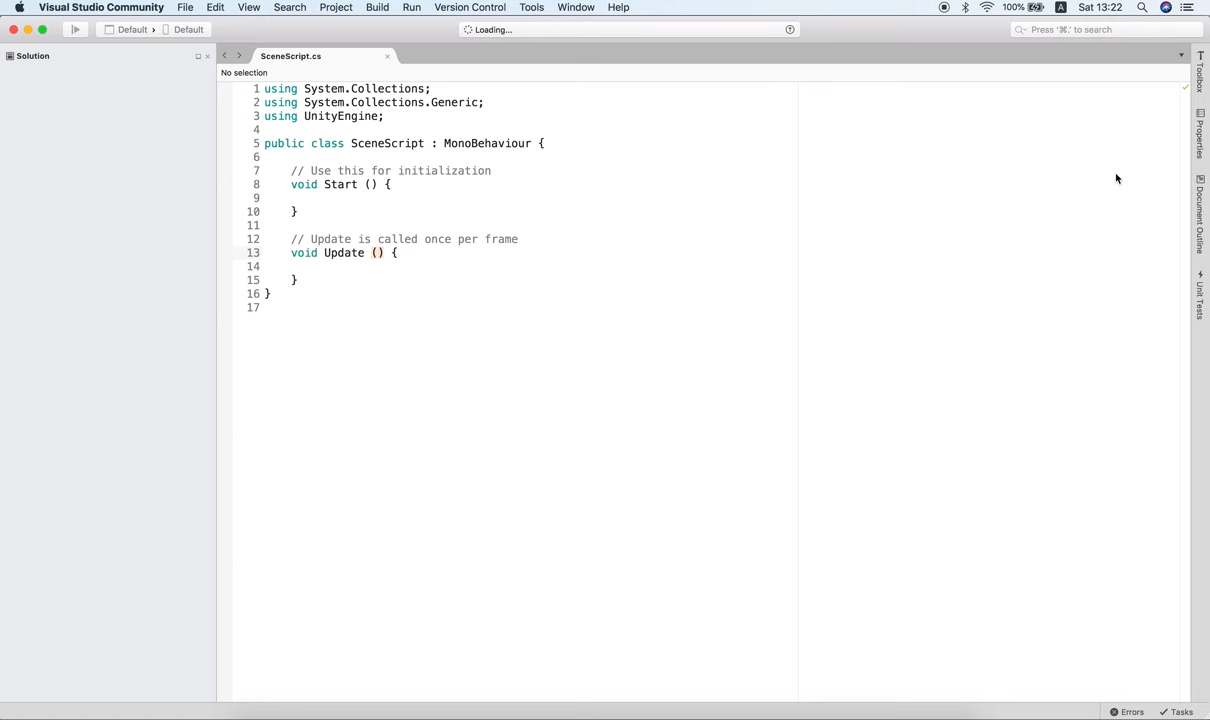 Visual Studio Community File Edit View Search Project Build Run Version Control Tools Window Help 100% A Sat 13:22
Default › Default Loading... Press '⌘.' to search
Solution
SceneScript.cs
No selection
1 using System.Collections;
2 using System.Collections.Generic;
3 using UnityEngine;
4
5 public class SceneScript : MonoBehaviour {
6
7 // Use this for initialization
8 void Start () {
9
10 }
11
12 // Update is called once per frame
13 void Update () {
14
15 }
16 }
17
Toolbox
Properties
Document Outline
Unit Tests
Errors Tasks